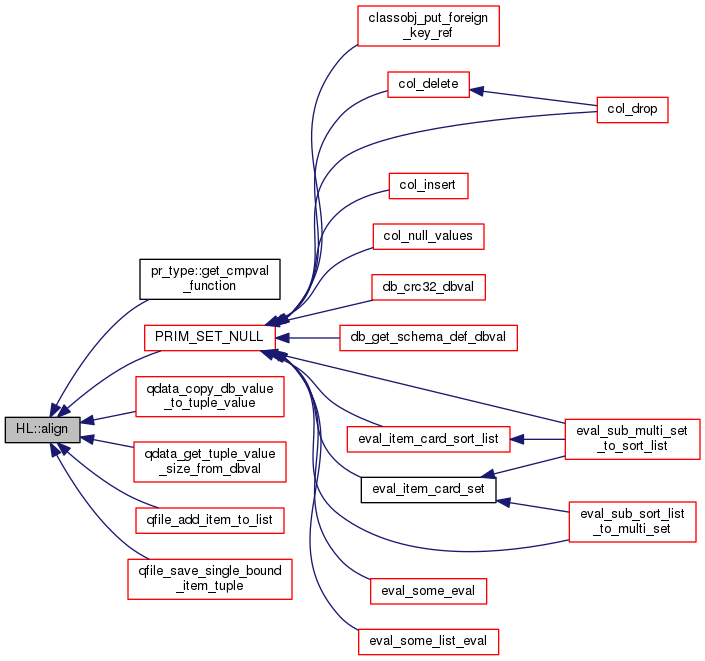 classobj_put_foreign
_key_ref
col_delete
col_drop
col_insert
col_null_values
pr_type::get_cmpval
_function
db_crc32_dbval
PRIM_SET_NULL
db_get_schema_def_dbval
qdata_copy_db_value
_to_tuple_value
HL::align
eval_item_card_sort_list
eval_sub_multi_set
_to_sort_list
qdata_get_tuple_value
_size_from_dbval
eval_item_card_set
qfile_add_item_to_list
eval_sub_sort_list
_to_multi_set
qfile_save_single_bound
_item_tuple
eval_some_eval
eval_some_list_eval